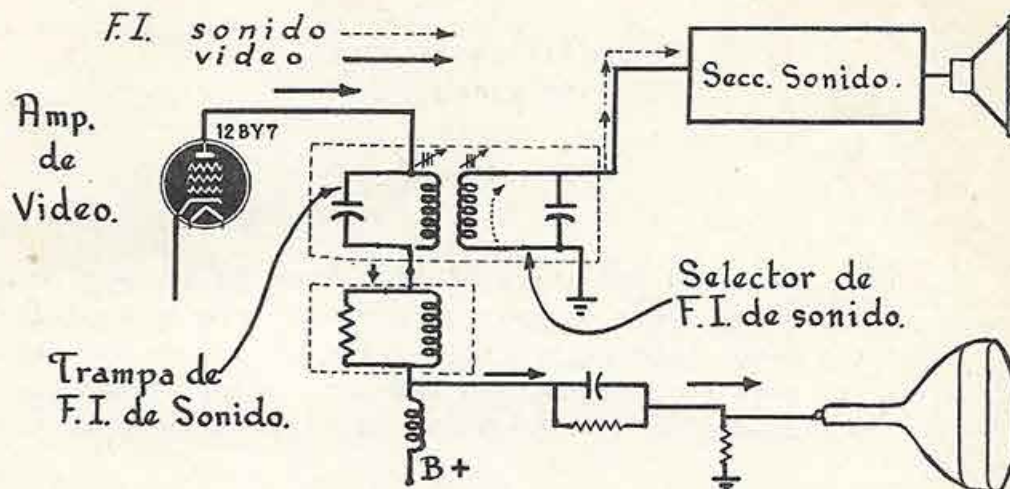 F.I. sonido
video
Amp.
de
Video.
12BY7
Secc. Sonido.
Selector de
F.I. de sonido.
Trampa de
F.I. de Sonido.
B+